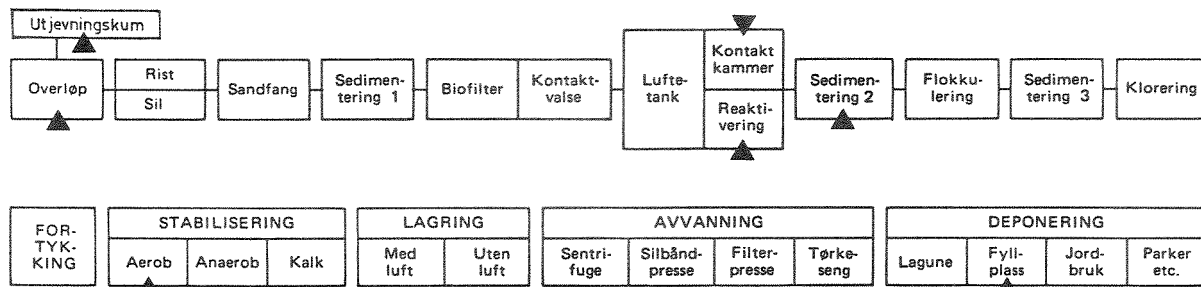 Utjevningskum
Overløp
Rist
Sil
Sandfang
Sedimen-
tering 1
Biofilter
Kontakt-
valse
Lufte-
tank
Kontakt
kammer
Reakti-
vering
Sedimen-
tering 2
Flokku-
lering
Sedimen-
tering 3
Klorering
FOR-
TYK-
KING
STABILISERING
Aerob
Anaerob
Kalk
LAGRING
Med
luft
Uten
luft
AVVANNING
Sentri-
fuge
Silbånd-
presse
Filter-
presse
Tørke-
seng
DEPONERING
Lagune
Fyll-
plass
Jord-
bruk
Parker
etc.